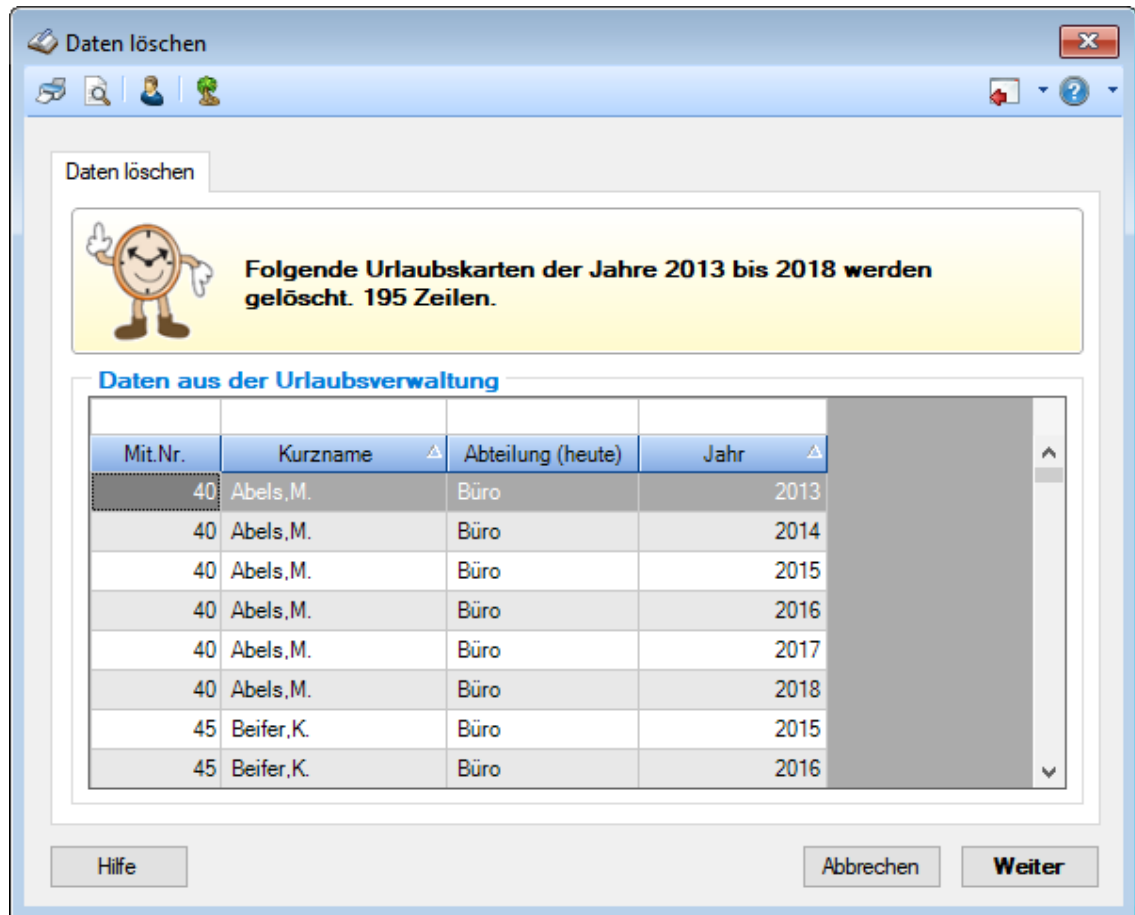 Daten löschen
Daten löschen
Folgende Urlaubskarten der Jahre 2013 bis 2018 werden
gelöscht. 195 Zeilen.
Daten aus der Urlaubsverwaltung
Mit.Nr. Kurzname Abteilung (heute) Jahr
40 Abels,M. Büro 2013
40 Abels,M. Büro 2014
40 Abels,M. Büro 2015
40 Abels,M. Büro 2016
40 Abels,M. Büro 2017
40 Abels,M. Büro 2018
45 Beifer,K. Büro 2015
45 Beifer,K. Büro 2016
Hilfe Abbrechen Weiter